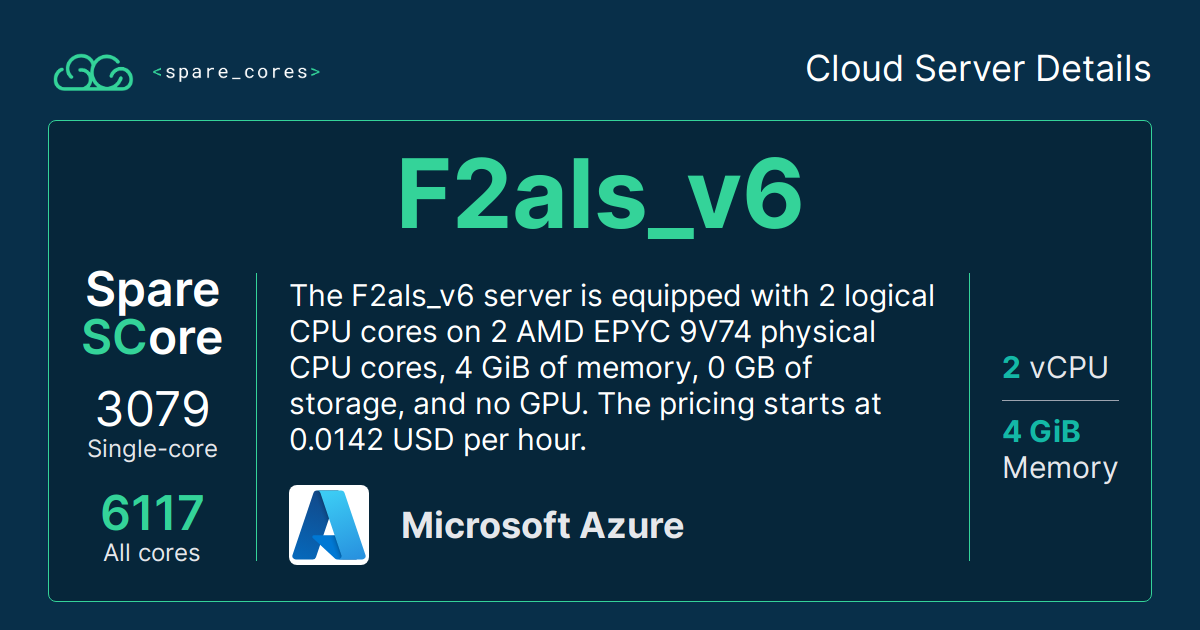 <spare_cores>
Cloud Server Details
F2als_v6
Spare
SCore
3079
Single-core
6117
All cores
The F2als_v6 server is equipped with 2 logical
CPU cores on 2 AMD EPYC 9V74 physical
CPU cores, 4 GiB of memory, 0 GB of
storage, and no GPU. The pricing starts at
0.0142 USD per hour.
Microsoft Azure
2 vCPU
4 GiB
Memory